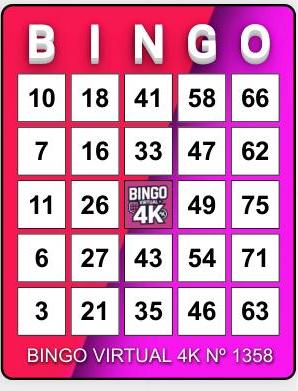 B I N G O
10 18 41 58 66
7 16 33 47 62
11 26 BINGO VIRTUAL 4K 49 75
6 27 43 54 71
3 21 35 46 63
BINGO VIRTUAL 4K Nº 1358